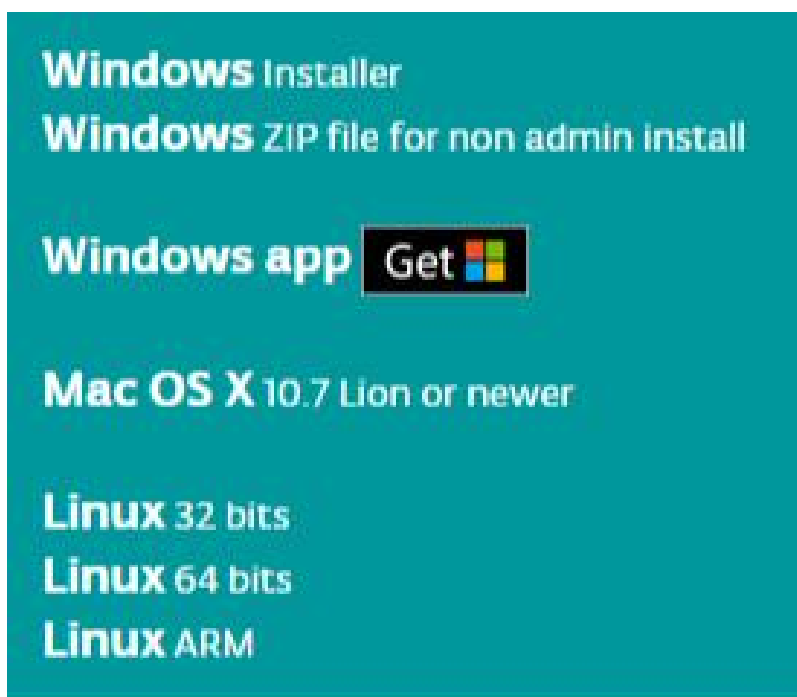 Windows Installer
Windows ZIP file for non admin install
Windows app Get
Mac OS X 10.7 Lion or newer
Linux 32 bits
Linux 64 bits
Linux ARM